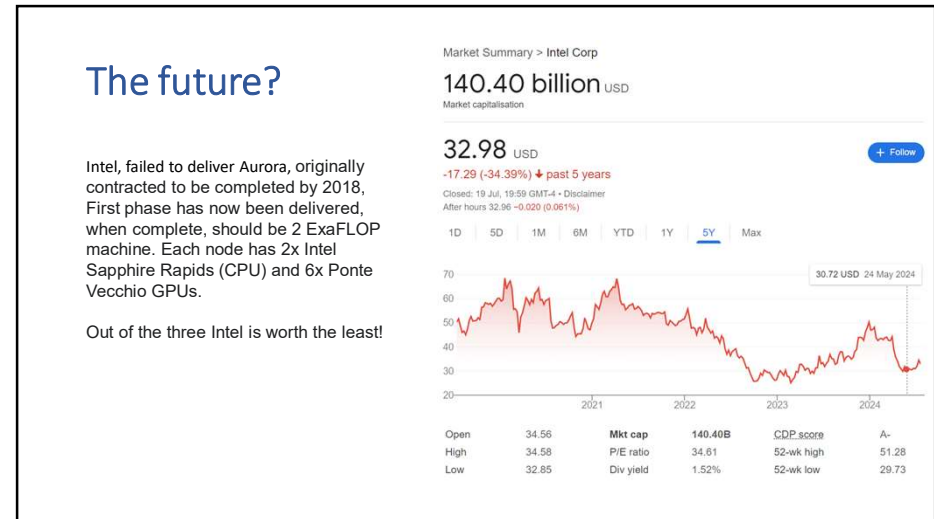 The future?
Intel, failed to deliver Aurora, originally
contracted to be completed by 2018,
First phase has now been delivered,
when complete, should be 2 ExaFLOP
machine. Each node has 2x Intel
Sapphire Rapids (CPU) and 6x Ponte
Vecchio GPUs.
Out of the three Intel is worth the least!
Market Summary > Intel Corp
140.40 billion USD
Market capitalisation
32.98 USD
+ Follow
-17.29 (-34.39%) ↓ past 5 years
Closed: 19 Jul, 19:59 GMT-4 • Disclaimer
After hours 32.96 −0.020 (0.061%)
1D 5D 1M 6M YTD 1Y 5Y Max
30.72 USD 24 May 2024
70
60
50
40
30
20
2021 2022 2023 2024
Open 34.56 Mkt cap 140.40B CDP score A-
High 34.58 P/E ratio 34.61 52-wk high 51.28
Low 32.85 Div yield 1.52% 52-wk low 29.73